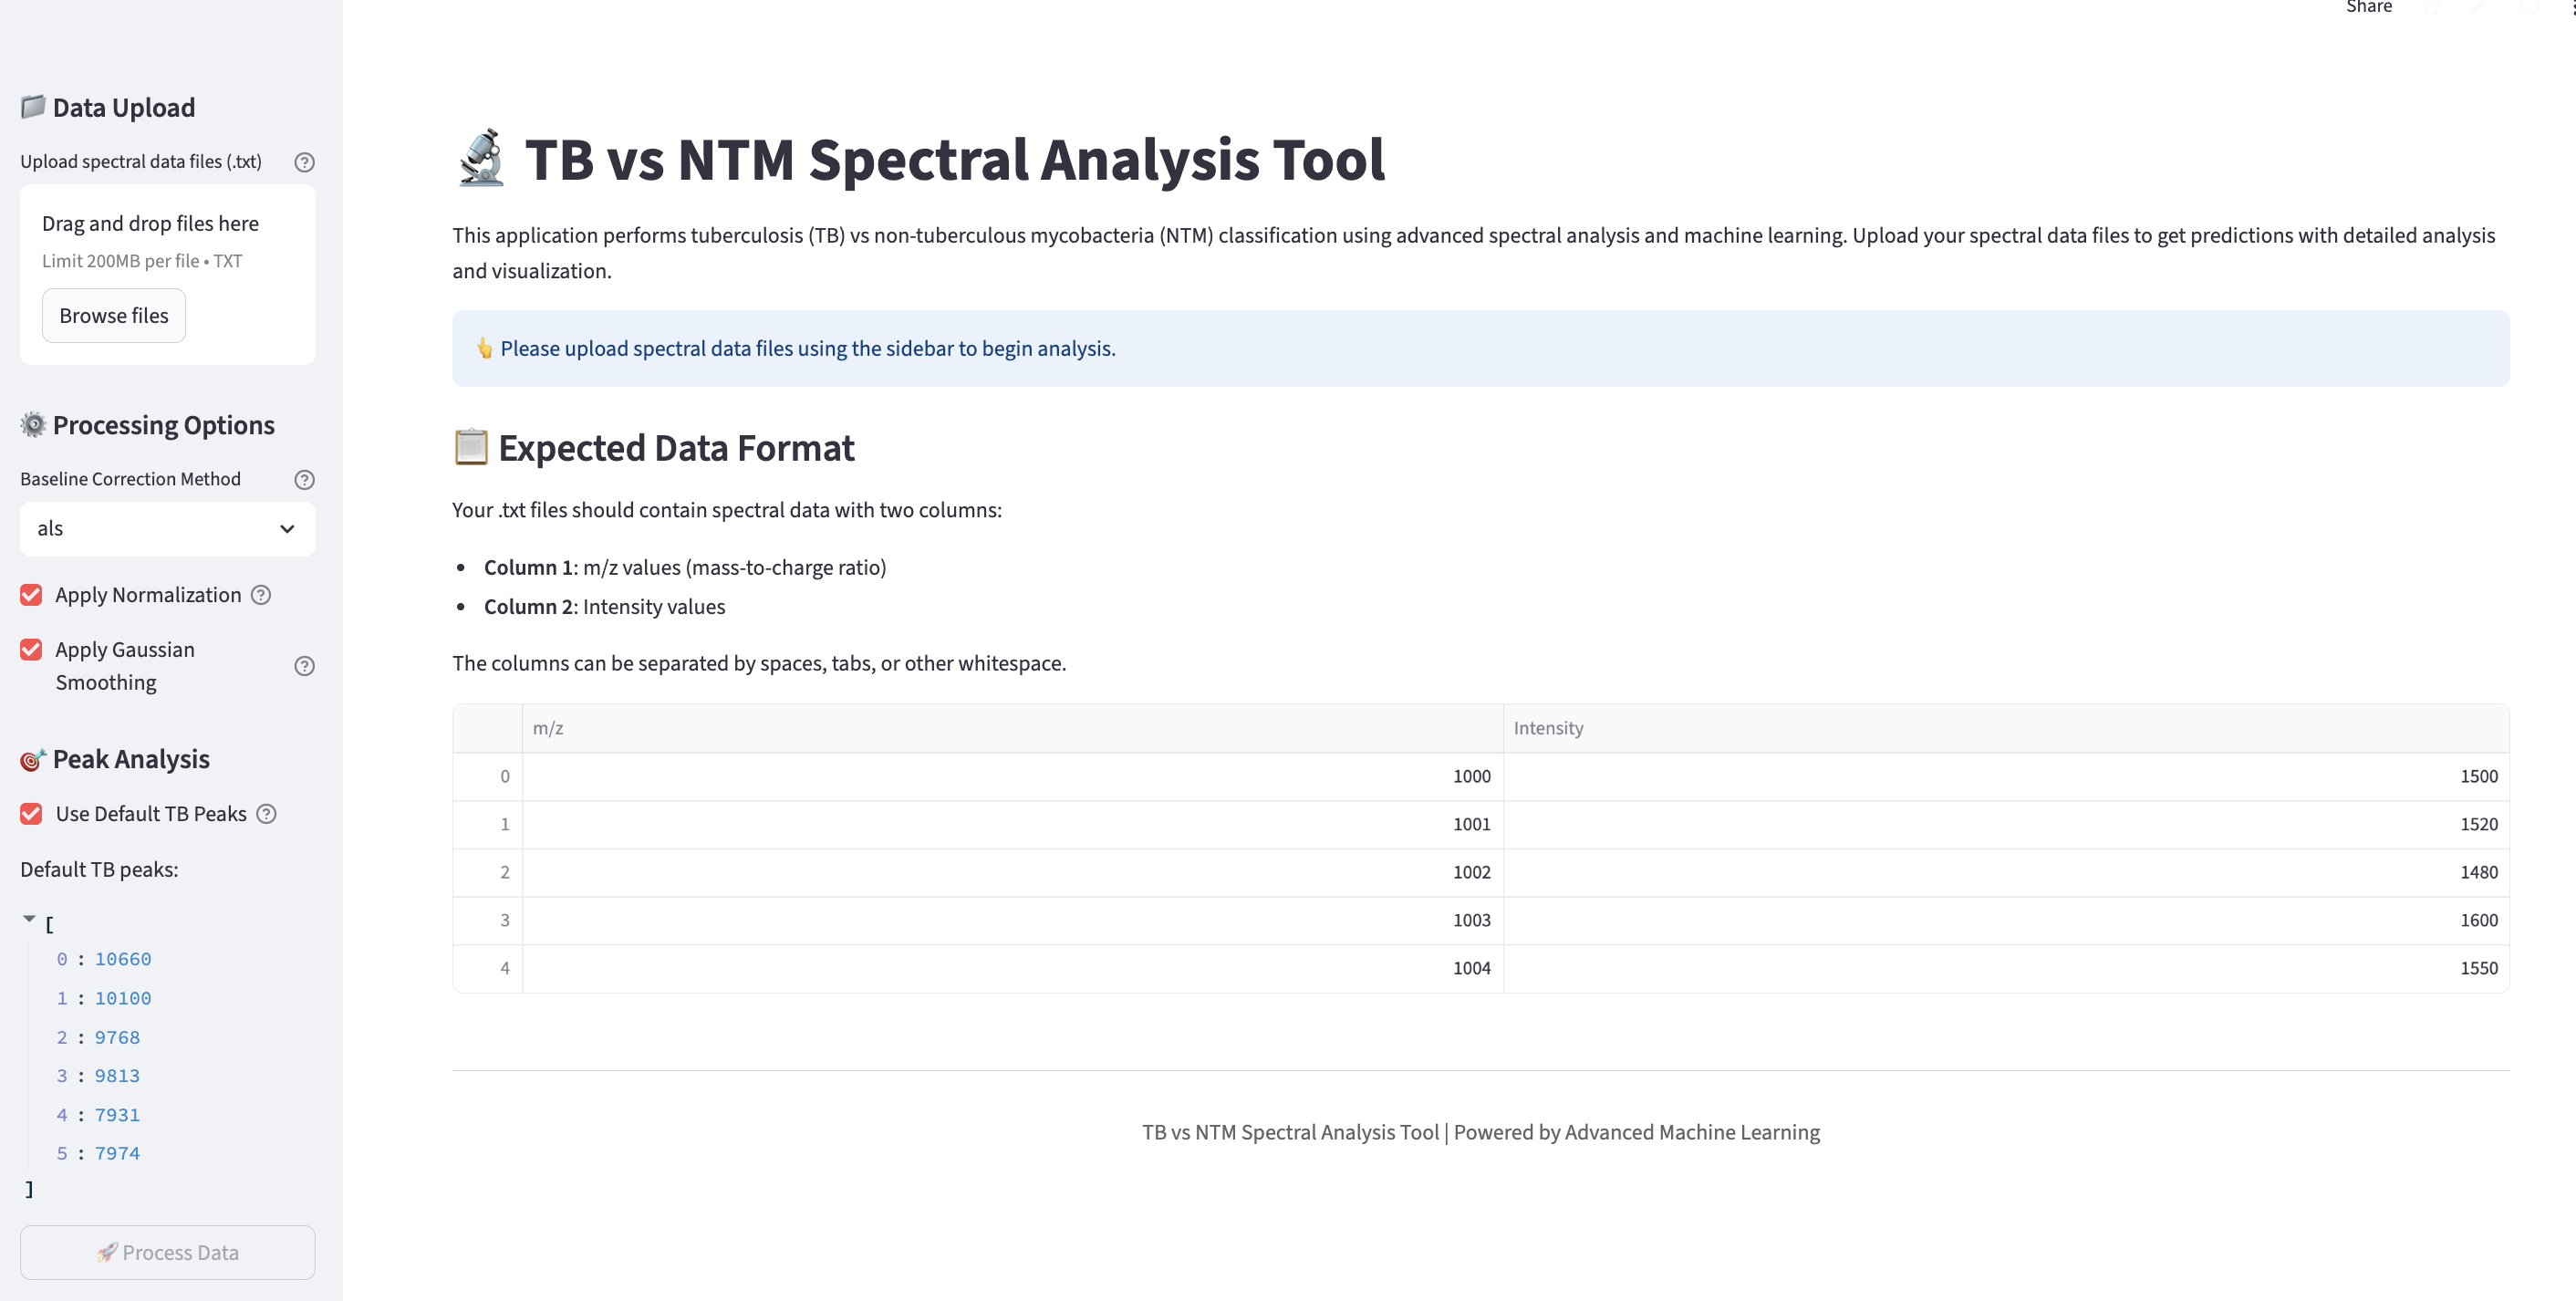 Share
Data Upload
Upload spectral data files (.txt)
Drag and drop files here
Limit 200MB per file • TXT
Browse files
Processing Options
Baseline Correction Method
als
Apply Normalization
Apply Gaussian
Smoothing
Peak Analysis
Use Default TB Peaks
Default TB peaks:
[
0 : 10660
1 : 10100
2 : 9768
3 : 9813
4 : 7931
5 : 7974
]
Process Data
TB vs NTM Spectral Analysis Tool
This application performs tuberculosis (TB) vs non-tuberculous mycobacteria (NTM) classification using advanced spectral analysis and machine learning. Upload your spectral data files to get predictions with detailed analysis
and visualization.
Please upload spectral data files using the sidebar to begin analysis.
Expected Data Format
Your .txt files should contain spectral data with two columns:
• Column 1: m/z values (mass-to-charge ratio)
• Column 2: Intensity values
The columns can be separated by spaces, tabs, or other whitespace.
m/z Intensity
0 1000 1500
1 1001 1520
2 1002 1480
3 1003 1600
4 1004 1550
TB vs NTM Spectral Analysis Tool | Powered by Advanced Machine Learning